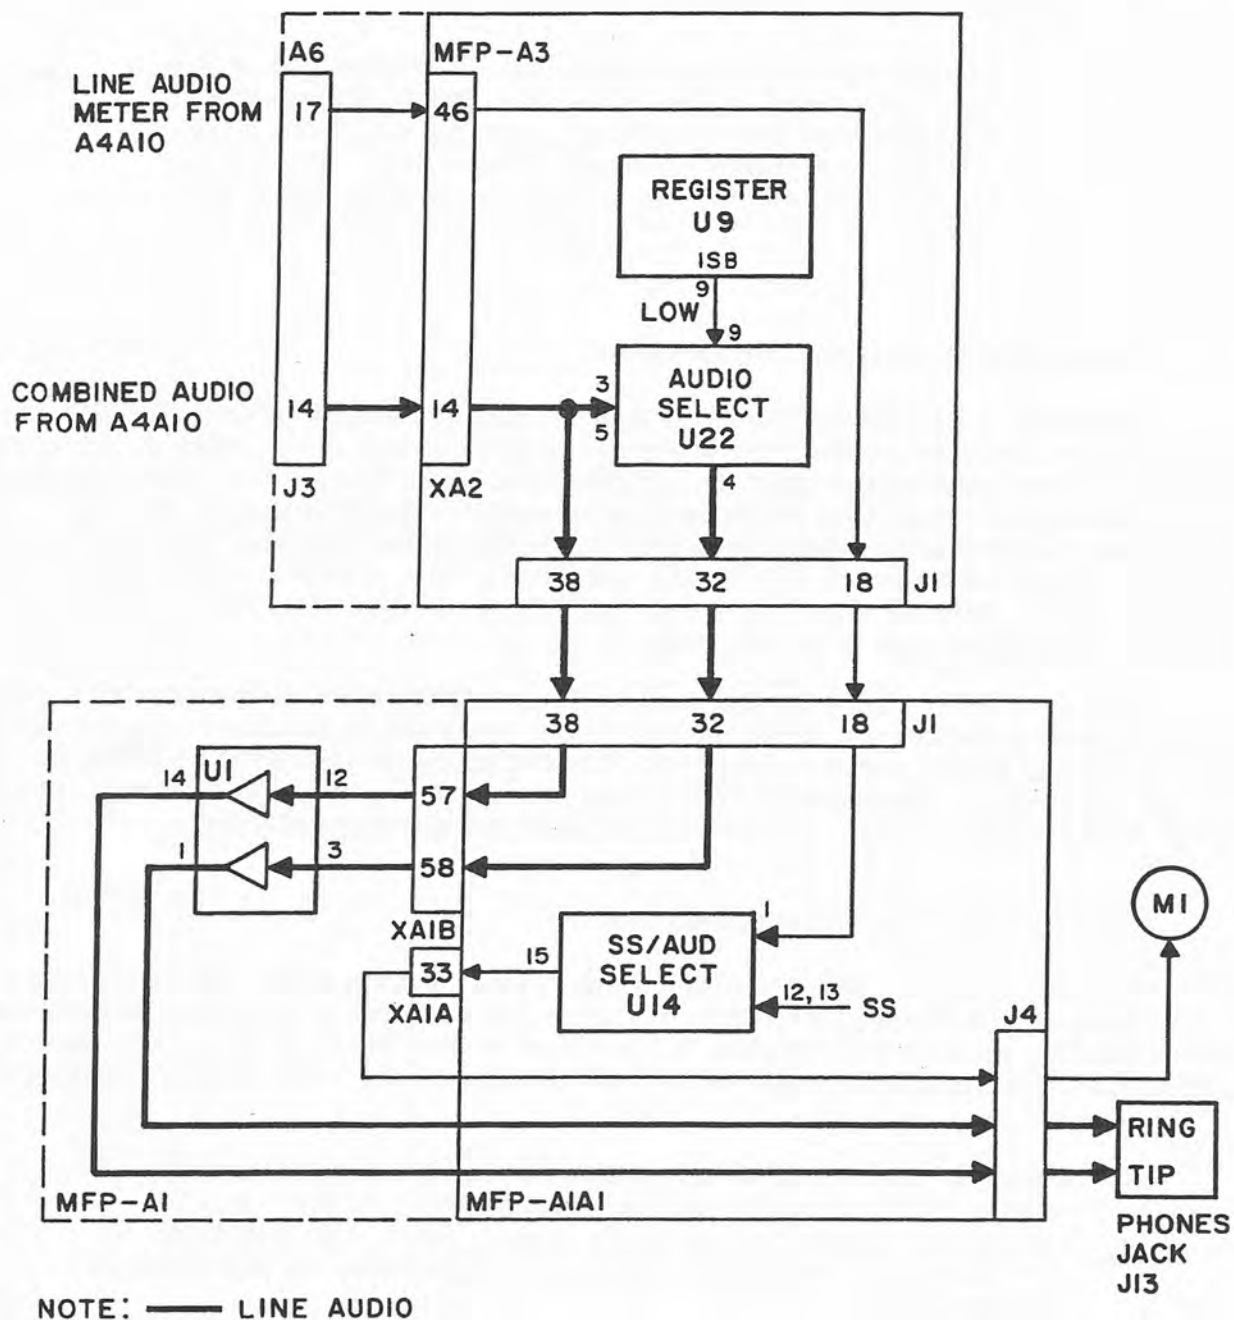 IA6
MFP-A3
LINE AUDIO
METER FROM
A4A10
17
46
REGISTER
U9
ISB
9
LOW
9
COMBINED AUDIO
FROM A4A10
14
14
3
5
AUDIO
SELECT
U22
4
J3
XA2
38
32
18
J1
38
32
18
J1
14
U1
12
57
1
3
58
XA1B
1
M1
15
SS/AUD
SELECT
U14
33
XA1A
12, 13
SS
J4
RING
TIP
MFP-A1
MFP-A1A1
PHONES
JACK
J13
NOTE: LINE AUDIO